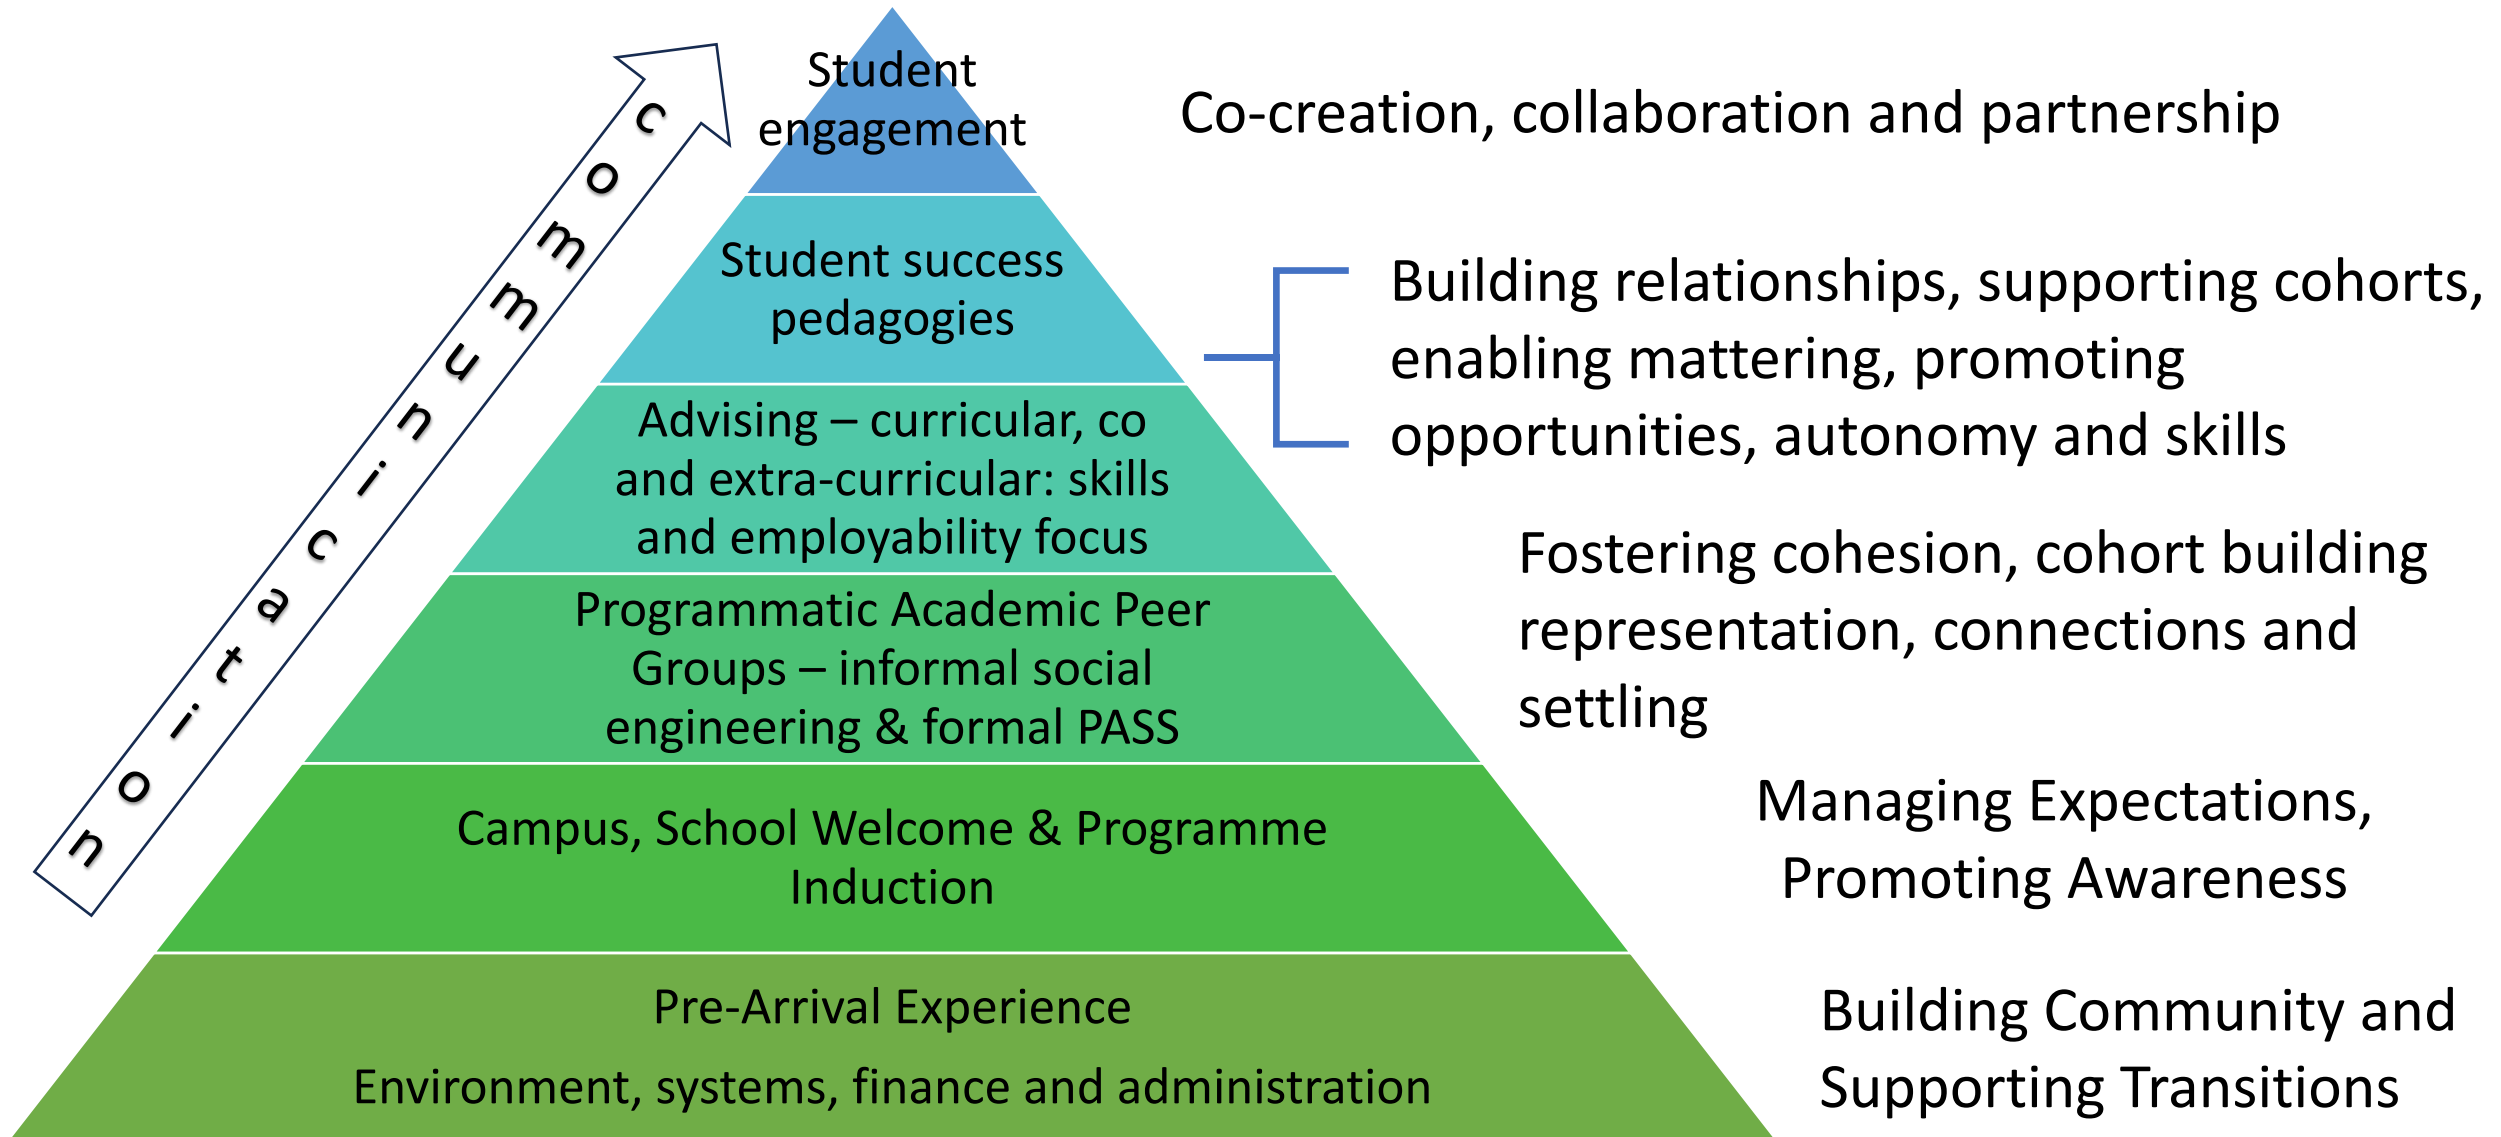 Student
engagement
Co-creation, collaboration and partnership
Student success
pedagogies
Building relationships, supporting cohorts,
enabling mattering, promoting
opportunities, autonomy and skills
Advising – curricular, co
and extra-curricular: skills
and employability focus
Programmatic Academic Peer
Groups – informal social
engineering & formal PASS
Fostering cohesion, cohort building
representation, connections and
settling
Campus, School Welcome & Programme
Induction
Managing Expectations,
Promoting Awareness
Pre-Arrival Experience
Environment, systems, finance and administration
Building Community and
Supporting Transitions
communication